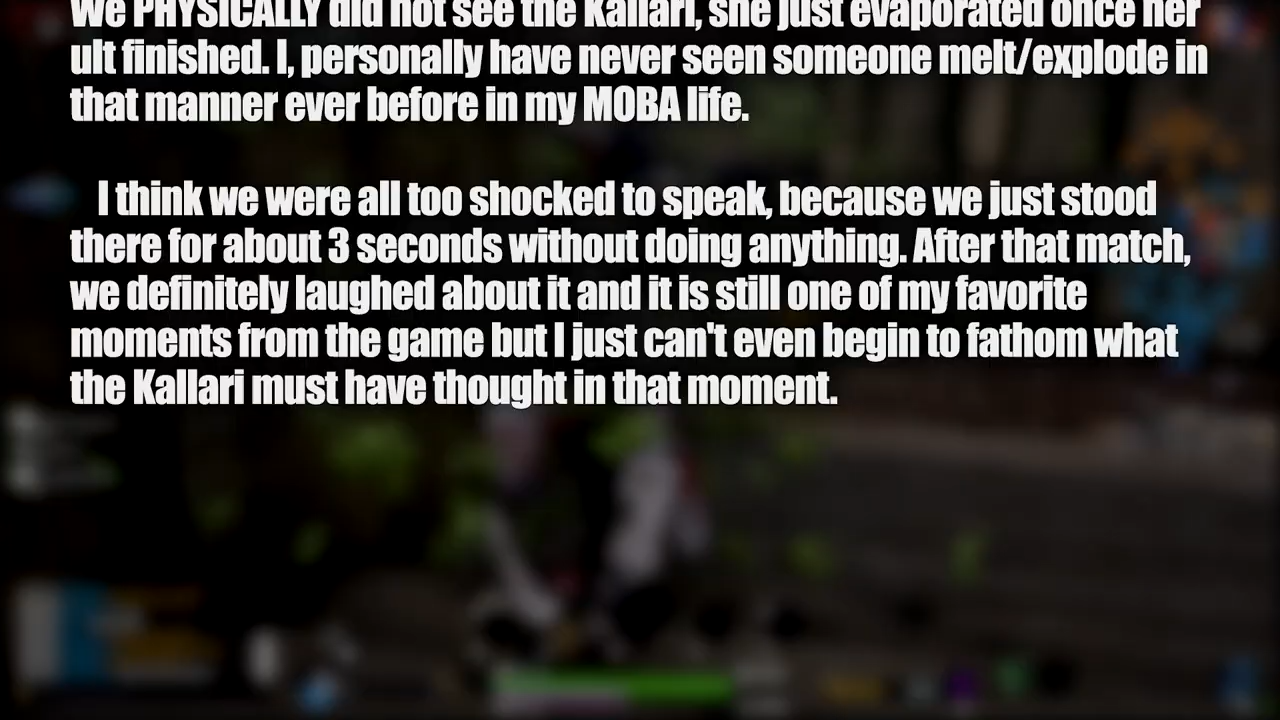 We PHYSICALLY did not see the Kallari, she just evaporated once her
ult finished. I, personally have never seen someone melt/explode in
that manner ever before in my MOBA life.
I think we were all too shocked to speak, because we just stood
there for about 3 seconds without doing anything. After that match,
we definitely laughed about it and it is still one of my favorite
moments from the game but I just can't even begin to fathom what
the Kallari must have thought in that moment.